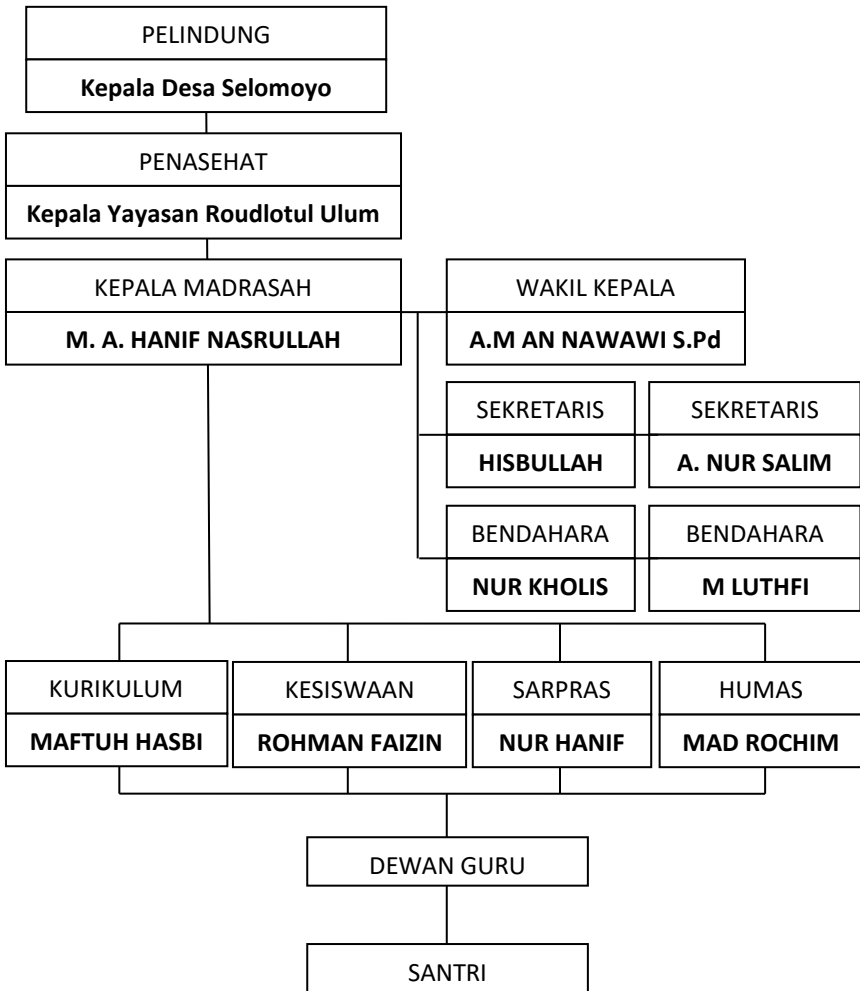 PELINDUNG
Kepala Desa Selomoyo
PENASEHAT
Kepala Yayasan Roudlotul Ulum
KEPALA MADRASAH
M. A. HANIF NASRULLAH
WAKIL KEPALA
A.M AN NAWAWI S.Pd
SEKRETARIS
HISBULLAH
SEKRETARIS
A. NUR SALIM
BENDAHARA
NUR KHOLIS
BENDAHARA
M LUTHFI
KURIKULUM
MAFTUH HASBI
KESISWAAN
ROHMAN FAIZIN
SARPRAS
NUR HANIF
HUMAS
MAD ROCHIM
DEWAN GURU
SANTRI